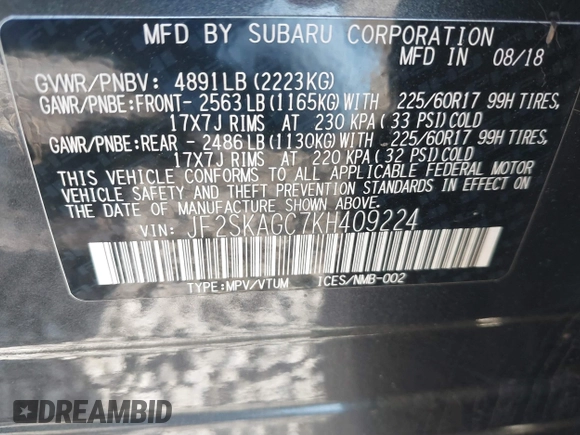 MFD BY SUBARU CORPORATION
MFD IN 08/18
GVWR/PNBV: 4891LB (2223KG)
GAWR/PNBE:FRONT- 2563LB (1165KG)WITH 225/60R17 99H TIRES,
17X7J RIMS AT 230 KPA (33 PSI)COLD
GAWR/PNBE:REAR - 2486LB (1130KG)WITH 225/60R17 99H TIRES,
17X7J RIMS AT 220 KPA (32 PSI)COLD
THIS VEHICLE CONFORMS TO ALL APPLICABLE FEDERAL MOTOR
VEHICLE SAFETY AND THEFT PREVENTION STANDARDS IN EFFECT ON
THE DATE OF MANUFACTURE SHOWN ABOVE.
VIN: JF2SKAGC7KH409224
TYPE:MPV/VTUM ICES/NMB-002
DREAMBID